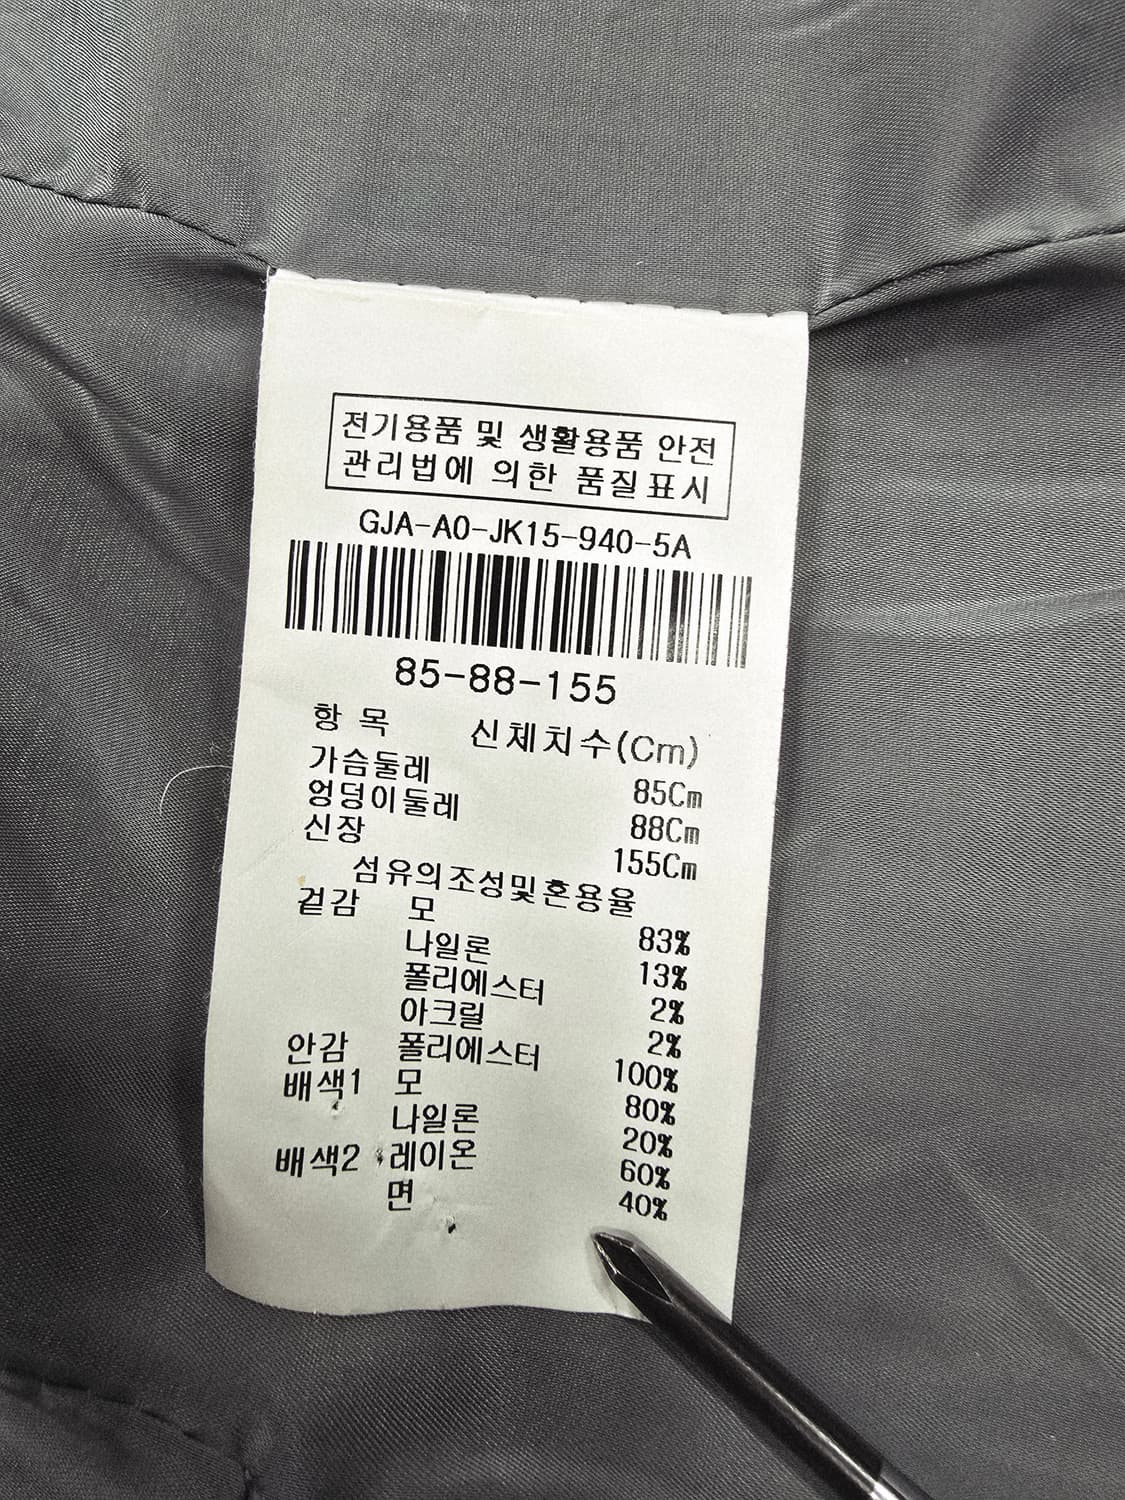 전기용품 및 생활용품 안전
관리법에 의한 품질표시
GJA-A0-JK15-940-5A
85-88-155
항 목 신체치수(Cm)
가슴둘레 85Cm
엉덩이둘레 88Cm
신장 155Cm
섬유의조성및혼용율
겉감 모 83%
나일론 13%
폴리에스터 2%
아크릴 2%
안감 폴리에스터 100%
배색1 모 80%
나일론 20%
배색2 레이온 60%
면 40%